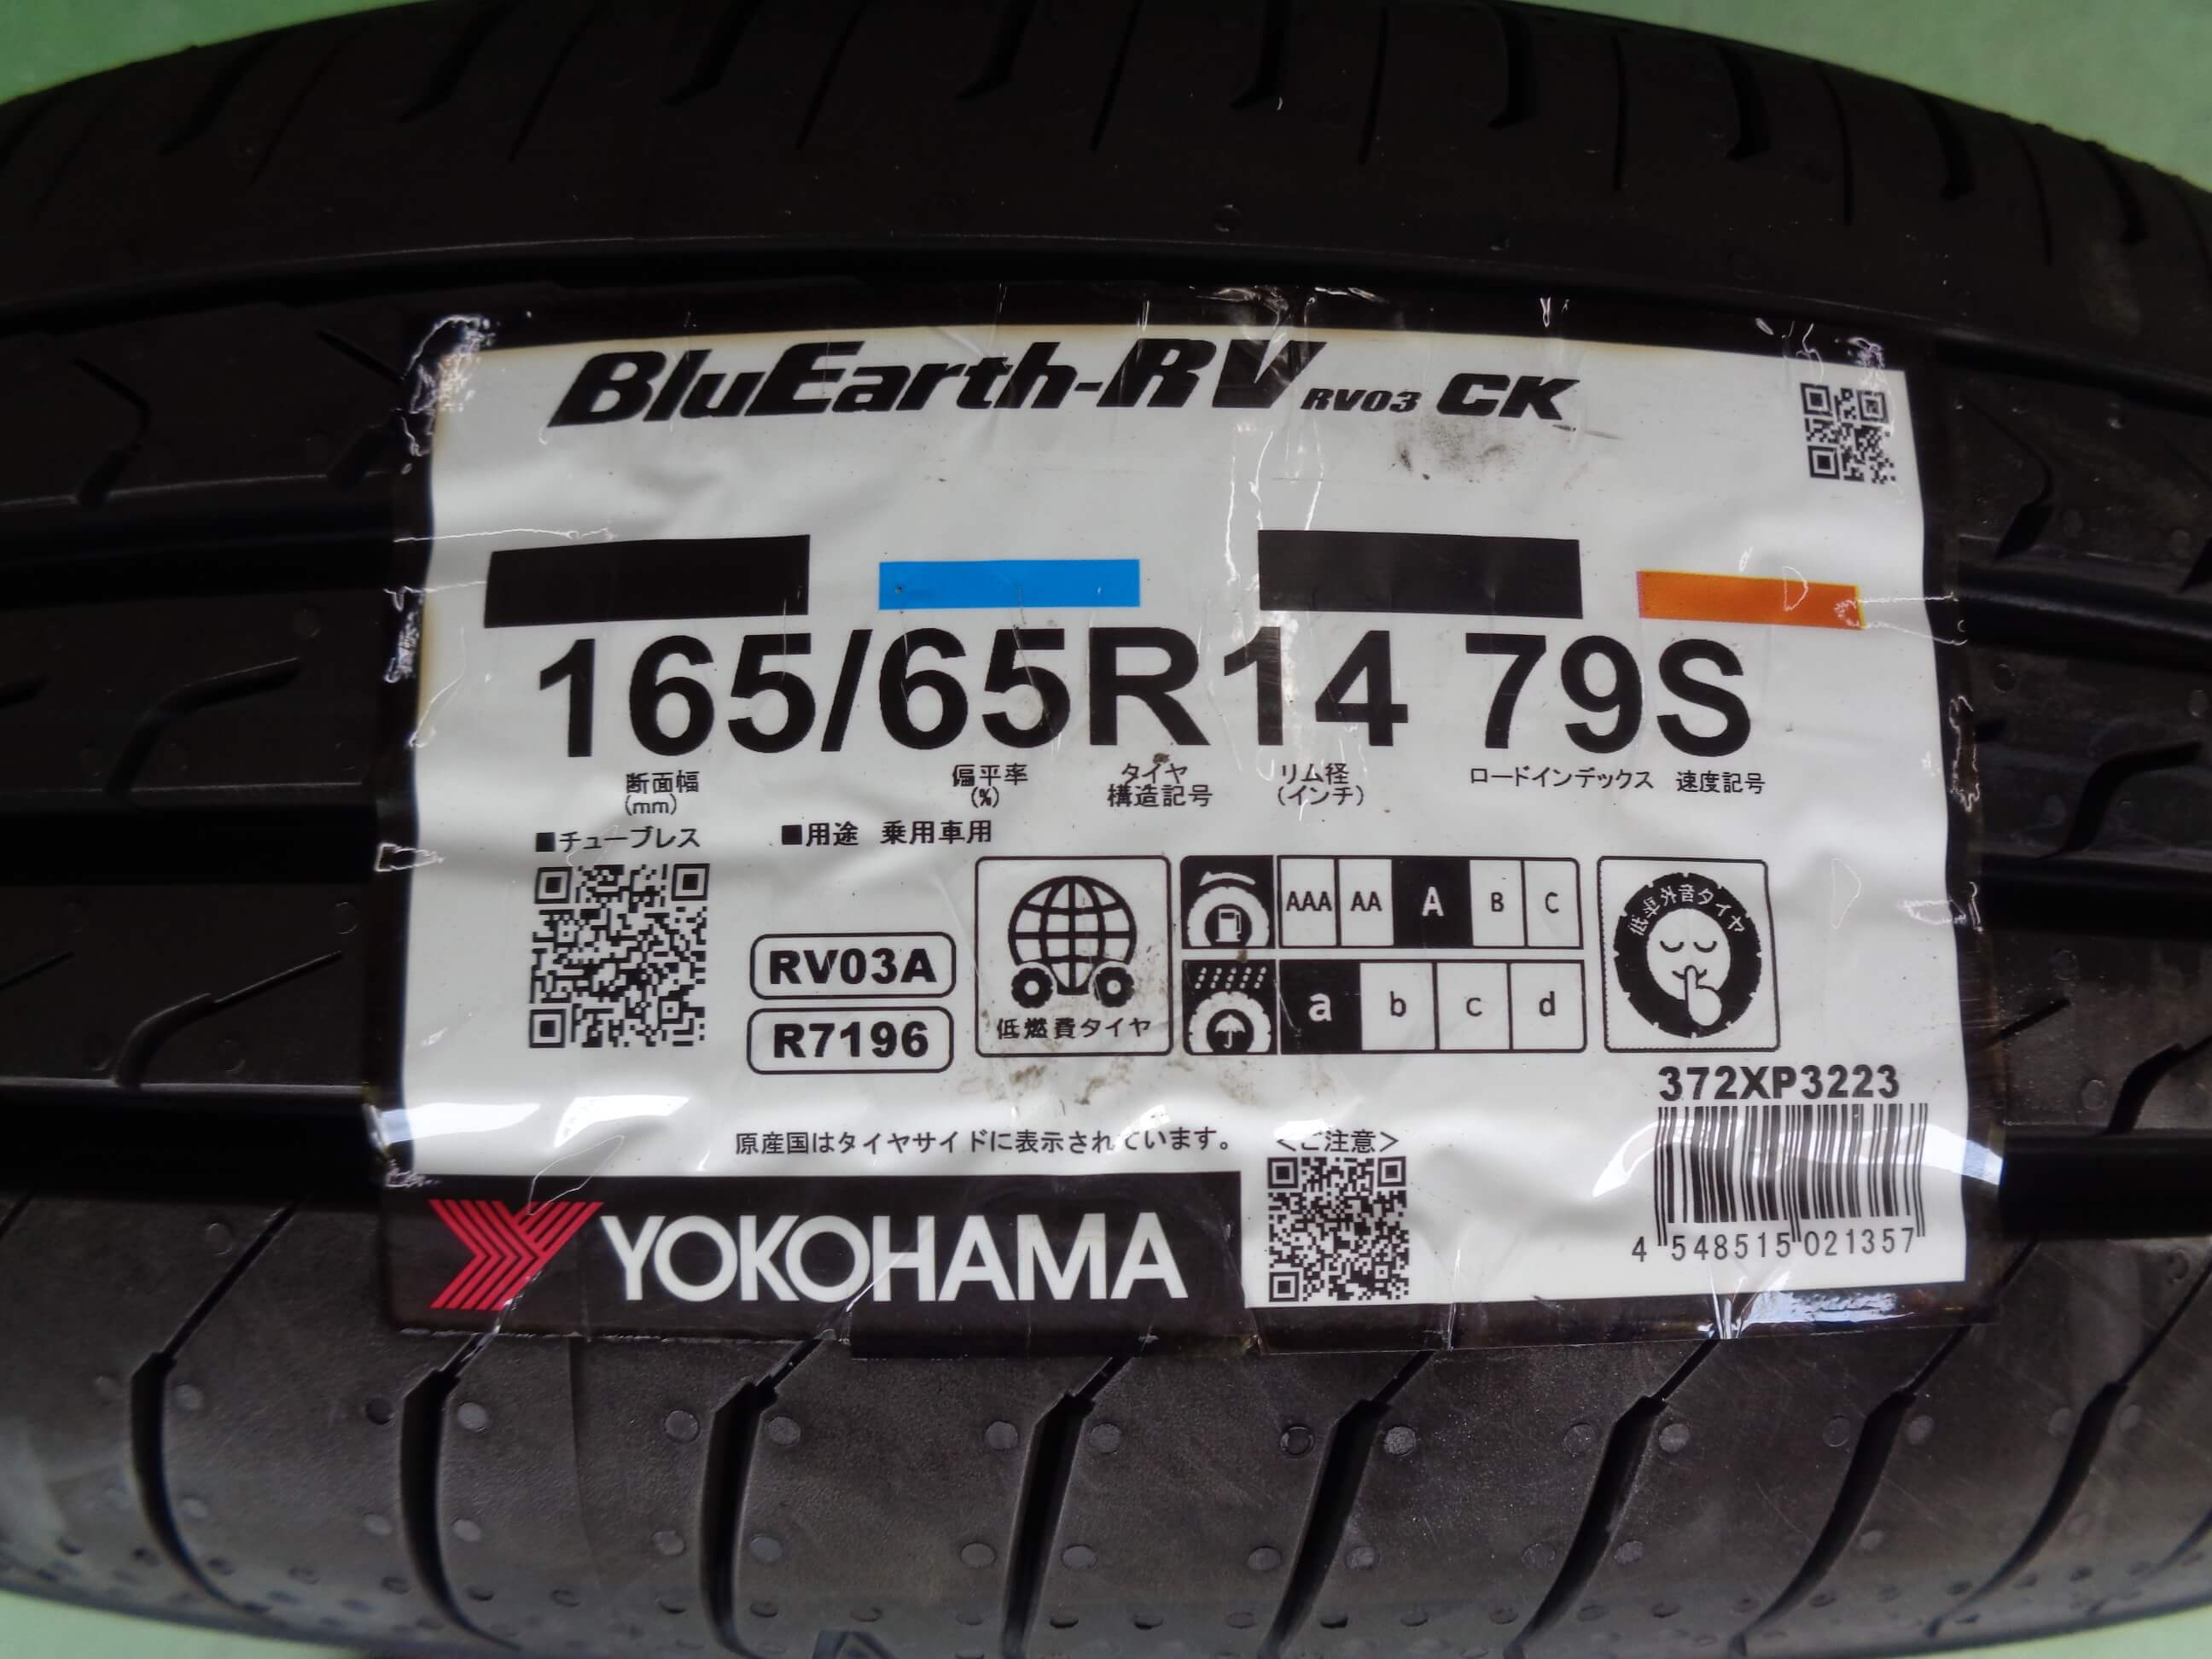 BluEarth-RV RV03 CK
165/65R14 79S
断面幅 (mm)
偏平率 (%)
タイヤ 構造記号
リム径 (インチ)
ロードインデックス
速度記号
■チューブレス
■用途 乗用車用
RV03A
R7196
低燃費タイヤ
AAA AA A B C
a b c d
低車外音タイヤ
372XP3223
原産国はタイヤサイドに表示されています。
<ご注意>
YOKOHAMA
4 548515 021357